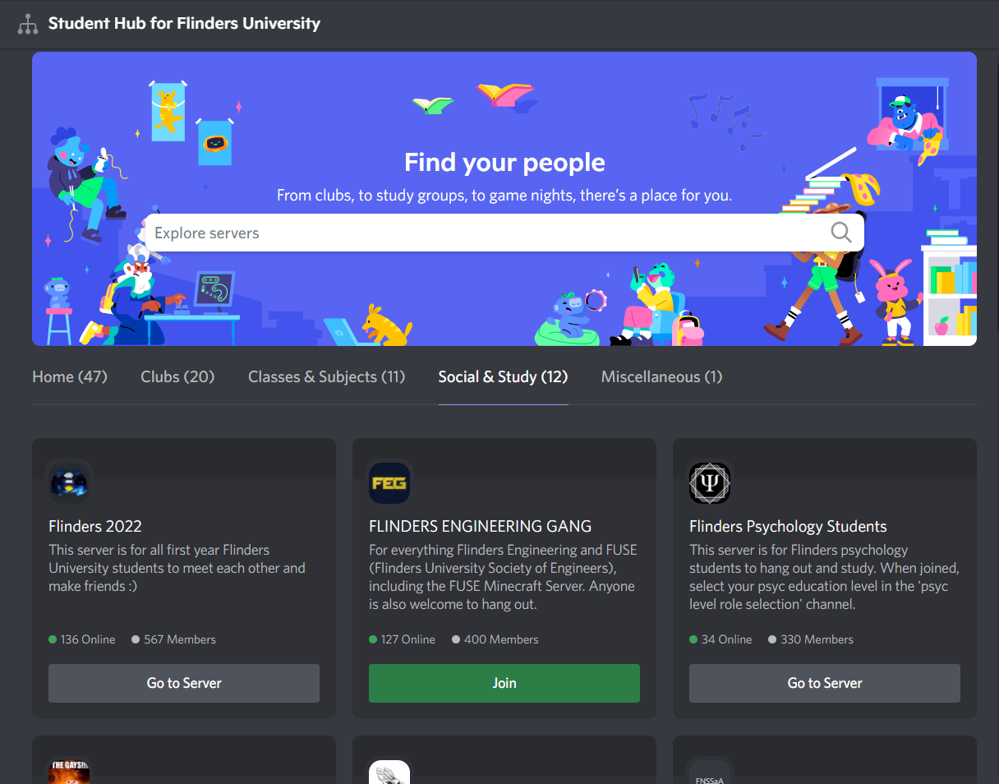 Student Hub for Flinders University
Find your people
From clubs, to study groups, to game nights, there's a place for you.
Explore servers
Home (47) Clubs (20) Classes & Subjects (11) Social & Study (12) Miscellaneous (1)
FEG
Ψ
Flinders 2022
This server is for all first year Flinders
University students to meet each other and
make friends :)
136 Online 567 Members
Go to Server
FLINDERS ENGINEERING GANG
For everything Flinders Engineering and FUSE
(Flinders University Society of Engineers),
including the FUSE Minecraft Server. Anyone
is also welcome to hang out.
127 Online 400 Members
Join
Flinders Psychology Students
This server is for Flinders psychology
students to hang out and study. When joined,
select your psyc education level in the 'psyc
level role selection' channel.
34 Online 330 Members
Go to Server
THE GAYS!!
FNSSaA